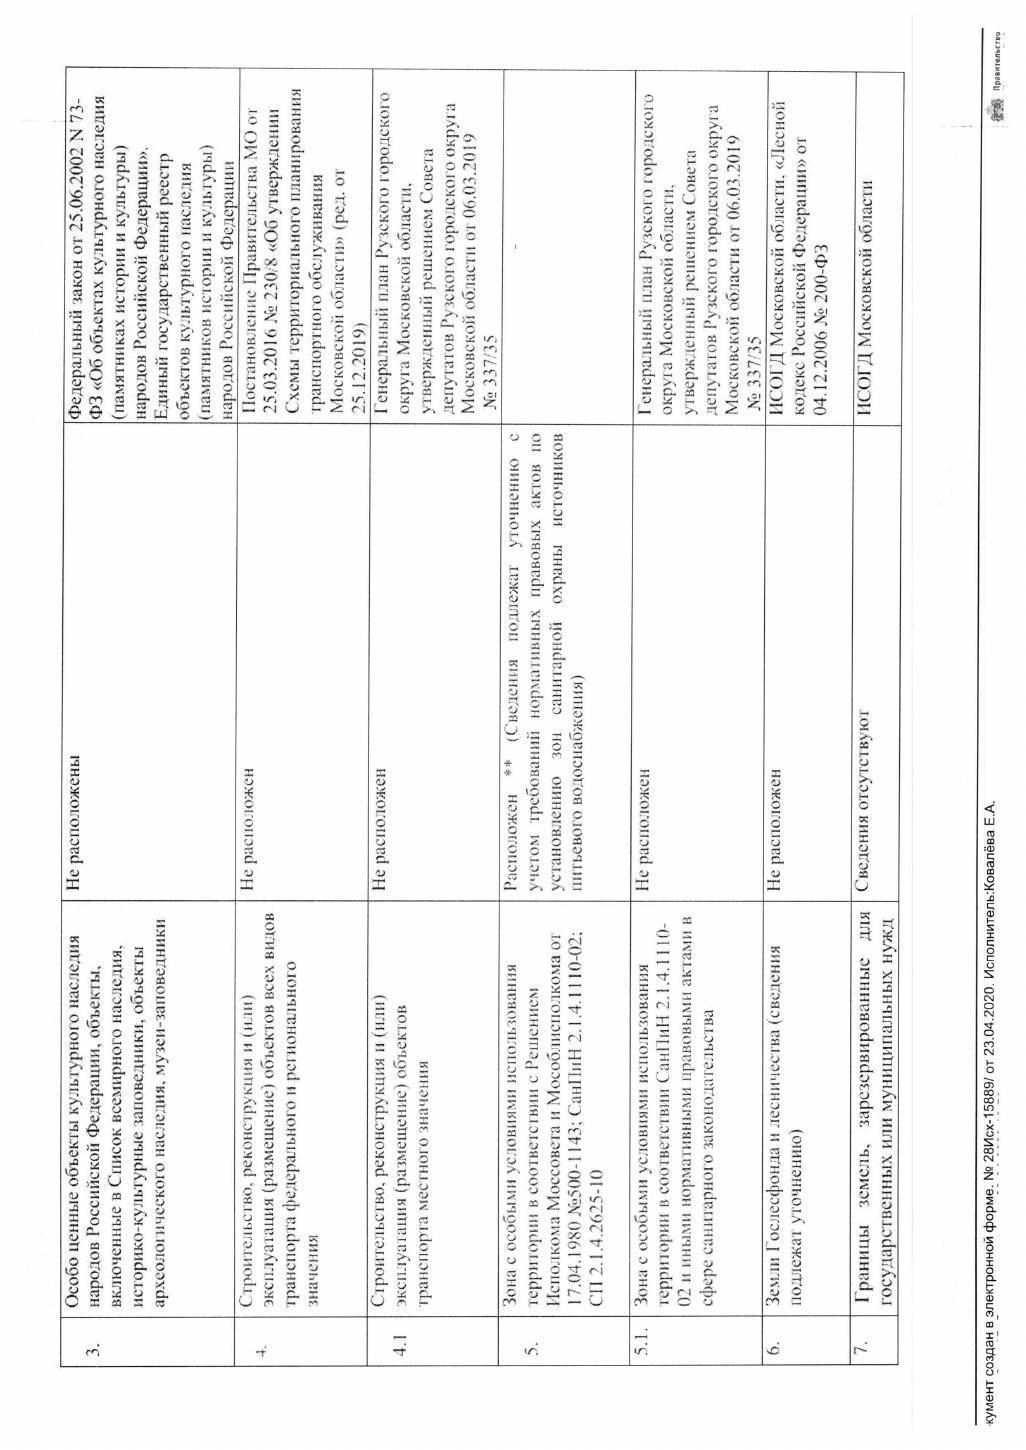 3.
Особо ценные объекты культурного наследия
народов Российской Федерации, объекты,
включенные в Список всемирного наследия,
историко-культурные заповедники, объекты
археологического наследия, музеи-заповедники
Не расположены
Федеральный закон от 25.06.2002 N 73-
ФЗ «Об объектах культурного наследия
(памятниках истории и культуры)
народов Российской Федерации».
Единый государственный реестр
объектов культурного наследия
(памятников истории и культуры)
народов Российской Федерации
4.
Строительство, реконструкция и (или)
эксплуатация (размещение) объектов всех видов
транспорта федерального и регионального
значения
Не расположен
Постановление Правительства МО от
25.03.2016 № 230/8 «Об утверждении
Схемы территориального планирования
транспортного обслуживания
Московской области» (ред. от
25.12.2019)
4.1
Строительство, реконструкция и (или)
эксплуатация (размещение) объектов
транспорта местного значения
Не расположен
Генеральный план Рузского городского
округа Московской области,
утвержденный решением Совета
депутатов Рузского городского округа
Московской области от 06.03.2019
№ 337/35
5.
Зона с особыми условиями использования
территории в соответствии с Решением
Исполкома Моссовета и Мособлисполкома от
17.04.1980 №500-1143; СанПиН 2.1.4.1110-02;
СП 2.1.4.2625-10
Расположен ** (Сведения подлежат уточнению с
учетом требований нормативных правовых актов по
установлению зон санитарной охраны источников
питьевого водоснабжения)
-
5.1.
Зона с особыми условиями использования
территории в соответствии СанПиН 2.1.4.1110-
02 и иными нормативными правовыми актами в
сфере санитарного законодательства
Не расположен
Генеральный план Рузского городского
округа Московской области,
утвержденный решением Совета
депутатов Рузского городского округа
Московской области от 06.03.2019
№ 337/35
6.
Земли Гослесфонда и лесничества (сведения
подлежат уточнению)
Не расположен
ИСОГД Московской области, «Лесной
кодекс Российской Федерации» от
04.12.2006 № 200-ФЗ
7.
Границы земель, зарезервированные для
государственных или муниципальных нужд
Сведения отсутствуют
ИСОГД Московской области
кумент создан в электронной форме. № 28Исх-15889/ от 23.04.2020. Исполнитель:Ковалёва Е.А.
Правительство